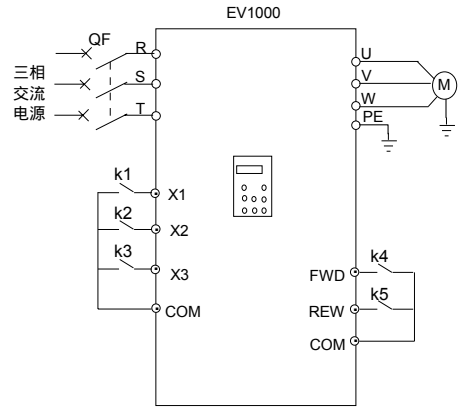 EV1000
QF
三相
交流
电源
R
S
T
U
V
W
PE
M
k1
X1
k2
X2
k3
X3
COM
k4
FWD
k5
REW
COM